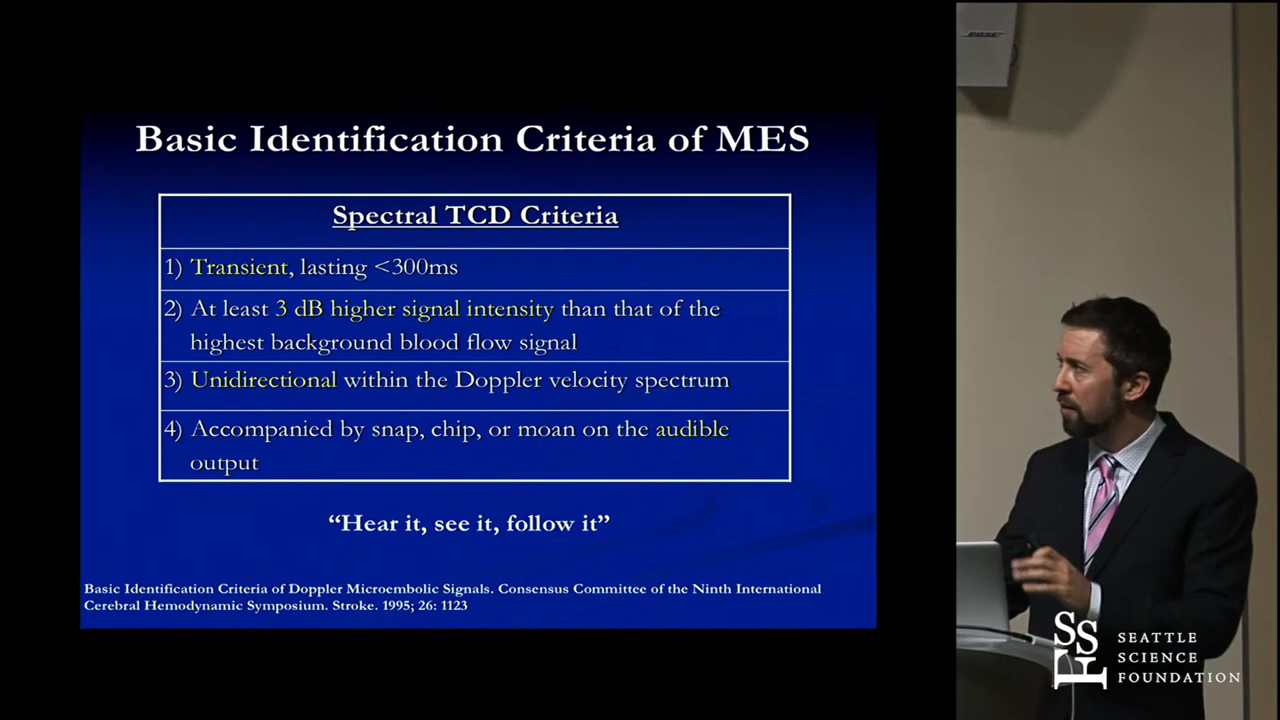 BOSE
Basic Identification Criteria of MES
Spectral TCD Criteria
1) Transient, lasting <300ms
2) At least 3 dB higher signal intensity than that of the
highest background blood flow signal
3) Unidirectional within the Doppler velocity spectrum
4) Accompanied by snap, chip, or moan on the audible
output
“Hear it, see it, follow it”
Basic Identification Criteria of Doppler Microembolic Signals. Consensus Committee of the Ninth International
Cerebral Hemodynamic Symposium. Stroke. 1995; 26: 1123
SSF
SEATTLE
SCIENCE
FOUNDATION